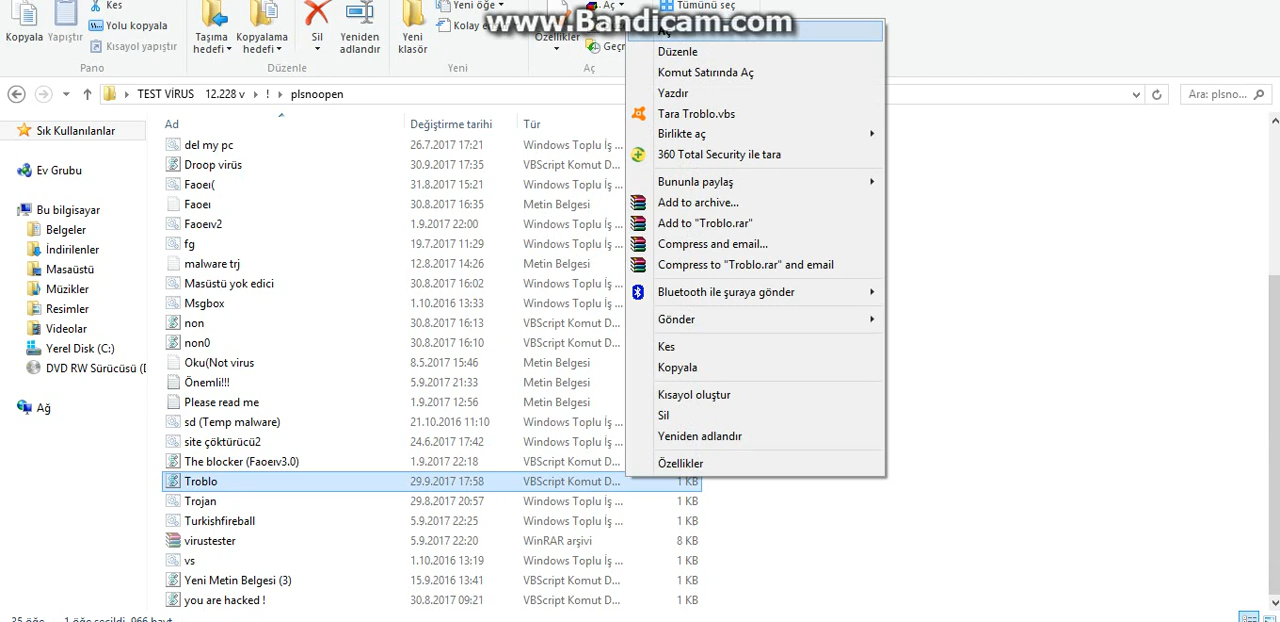 Kopyala
Yapıştır
Kes
Yolu kopyala
Kısayol yapıştır
Pano
Taşıma hedefi
Kopyalama hedefi
Sil
Yeniden adlandır
Düzenle
Yeni klasör
Yeni öğe
Yeni
Özellikler
Aç
Tümünü seç
Aç
www.Bandicam.com
TEST VİRUS 12.228 v
!
plsnoopen
Ara: plsno...
Sık Kullanılanlar
Ev Grubu
Bu bilgisayar
Belgeler
İndirilenler
Masaüstü
Müzikler
Resimler
Videolar
Yerel Disk (C:)
DVD RW Sürücüsü (
Ağ
Ad Değiştirme tarihi Tür
del my pc 26.7.2017 17:21 Windows Toplu İş ...
Droop virüs 30.9.2017 17:35 VBScript Komut D...
Faoeı( 31.8.2017 15:21 Windows Toplu İş ...
Faoeı 30.8.2017 16:35 Metin Belgesi
Faoeıv2 1.9.2017 22:00 Windows Toplu İş ...
fg 19.7.2017 11:29 Windows Toplu İş ...
malware trj 12.8.2017 14:26 Metin Belgesi
Masüstü yok edici 30.8.2017 16:02 Windows Toplu İş ...
Msgbox 1.10.2016 13:33 Windows Toplu İş ...
non 30.8.2017 16:13 VBScript Komut D...
non0 30.8.2017 16:10 VBScript Komut D...
Oku(Not virus 8.5.2017 15:46 Metin Belgesi
Önemli!!! 5.9.2017 21:33 Metin Belgesi
Please read me 1.9.2017 12:56 Metin Belgesi
sd (Temp malware) 21.10.2016 11:10 Windows Toplu İş ...
site çöktürücü2 24.6.2017 17:42 Windows Toplu İş ...
The blocker (Faoeıv3.0) 1.9.2017 22:18 VBScript Komut D...
Troblo 29.9.2017 17:58 VBScript Komut D... 1 KB
Trojan 29.8.2017 20:57 Windows Toplu İş ... 1 KB
Turkishfireball 5.9.2017 22:25 Windows Toplu İş ... 1 KB
virustester 5.9.2017 22:20 WinRAR arşivi 8 KB
vs 1.10.2016 13:19 Windows Toplu İş ... 1 KB
Yeni Metin Belgesi (3) 15.9.2016 13:41 VBScript Komut D... 1 KB
you are hacked ! 30.8.2017 09:21 VBScript Komut D... 1 KB
Aç
Düzenle
Komut Satırında Aç
Yazdır
Tara Troblo.vbs
Birlikte aç
360 Total Security ile tara
Bununla paylaş
Add to archive...
Add to "Troblo.rar"
Compress and email...
Compress to "Troblo.rar" and email
Bluetooth ile şuraya gönder
Gönder
Kes
Kopyala
Kısayol oluştur
Sil
Yeniden adlandır
Özellikler
35 öğe 1 öğe seçildi, 966 bayt